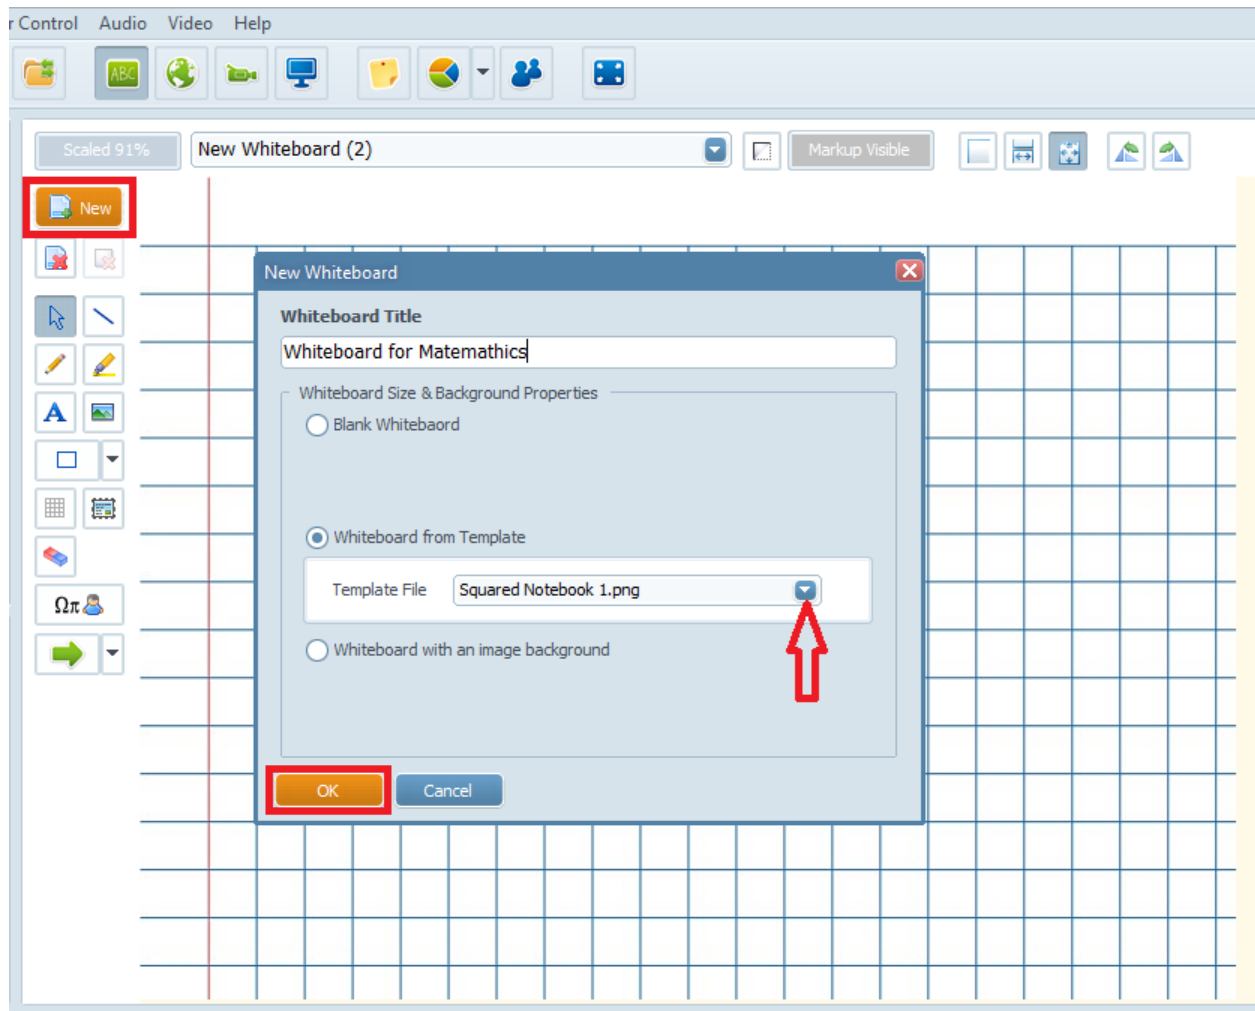 r Control Audio Video Help
ABC
Scaled 91% New Whiteboard (2) Markup Visible
New
New Whiteboard
Whiteboard Title
Whiteboard for Matemathics
Whiteboard Size & Background Properties
Blank Whitebaord
Whiteboard from Template
Template File Squared Notebook 1.png
A
Ωπ
Whiteboard with an image background
OK Cancel